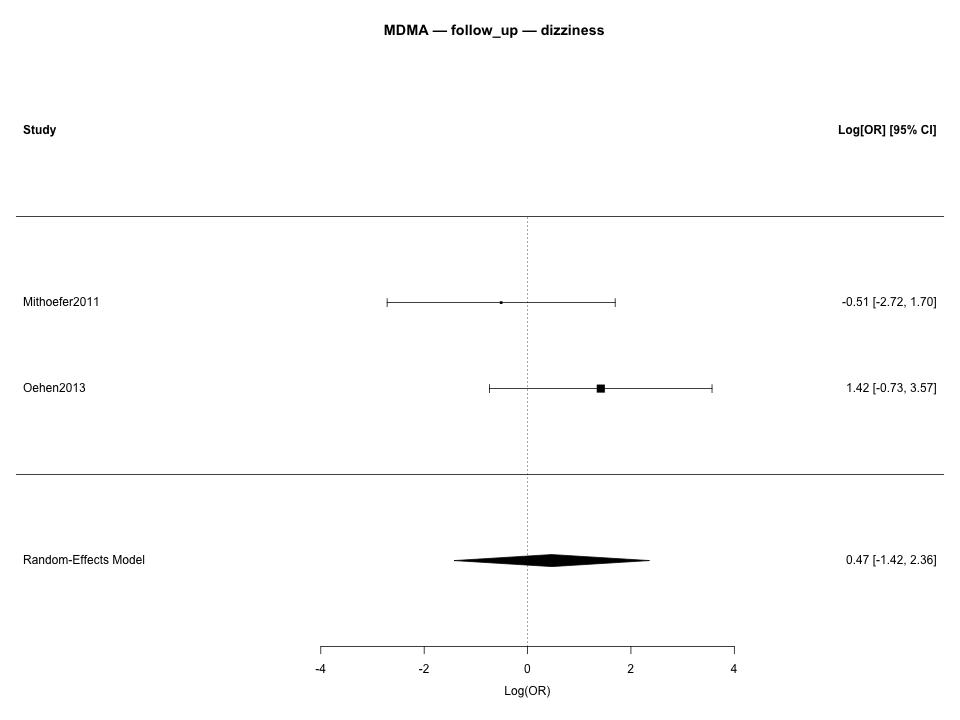 MDMA — follow_up — dizziness
Study Log[OR] [95% CI]
Mithoefer2011 -0.51 [-2.72, 1.70]
Oehen2013 1.42 [-0.73, 3.57]
Random-Effects Model 0.47 [-1.42, 2.36]
-4 -2 0 2 4
Log(OR)